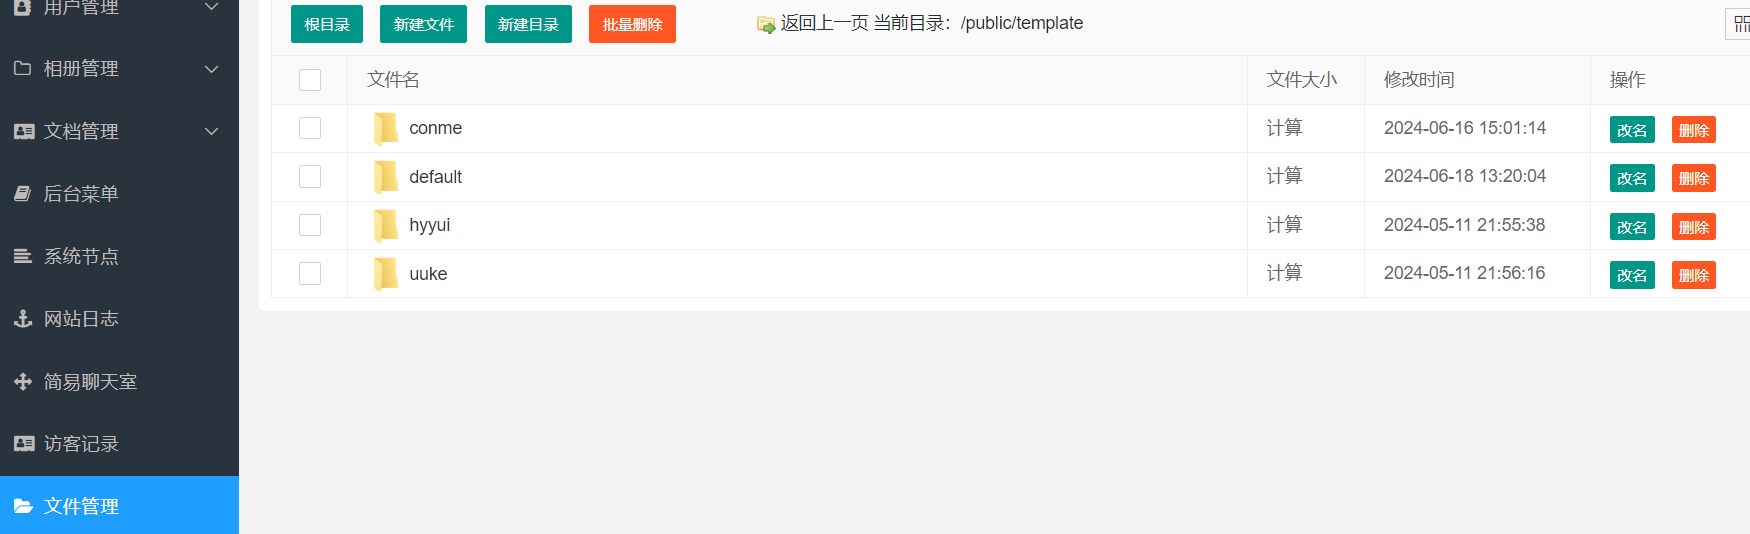 用户管理
相册管理
文档管理
后台菜单
系统节点
网站日志
简易聊天室
访客记录
文件管理
根目录 新建文件 新建目录 批量删除 返回上一页 当前目录：/public/template
文件名 文件大小 修改时间 操作
conme 计算 2024-06-16 15:01:14 改名 删除
default 计算 2024-06-18 13:20:04 改名 删除
hyyui 计算 2024-05-11 21:55:38 改名 删除
uuke 计算 2024-05-11 21:56:16 改名 删除